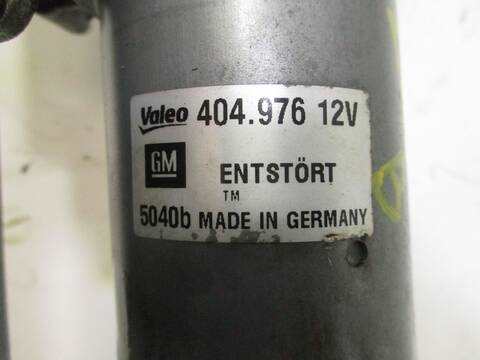 Valeo 404.976 12V
GM ENTSTÖRT
TM
5040b MADE IN GERMANY